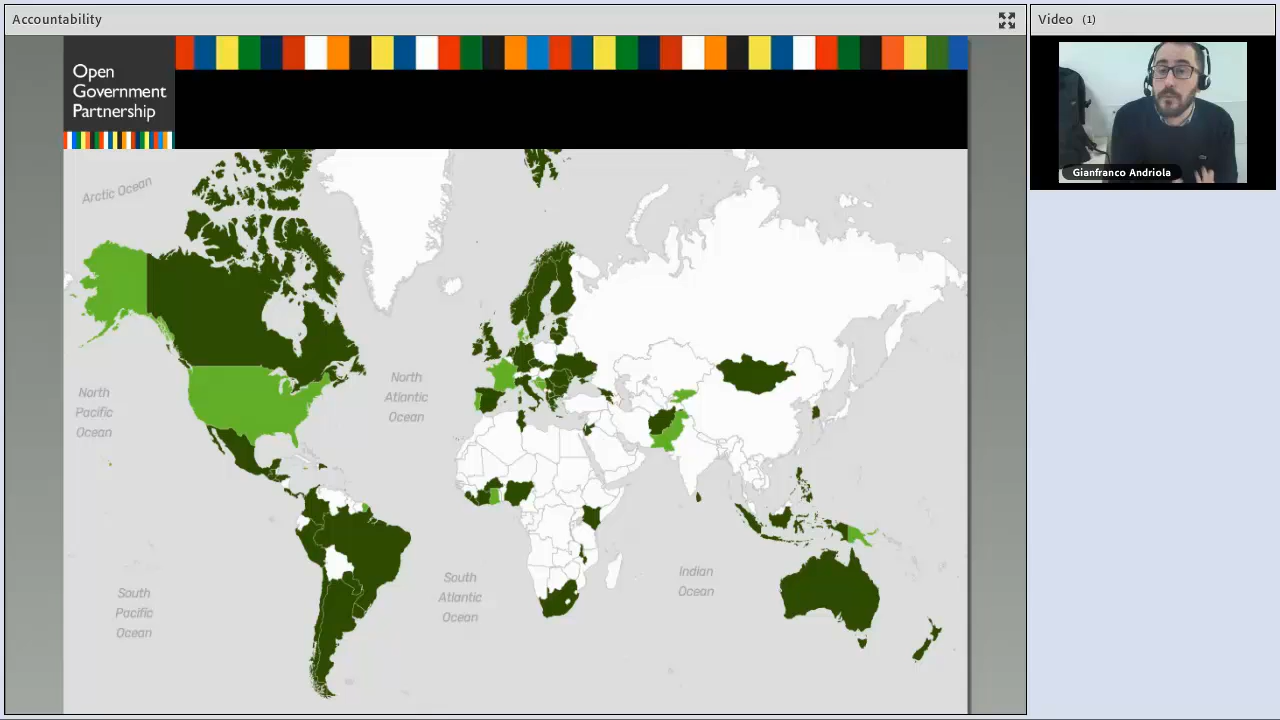 Accountability
Video (1)
Open
Government
Partnership
Gianfranco Andriola
Arctic Ocean
North
Pacific
Ocean
North
Atlantic
Ocean
South
Pacific
Ocean
South
Atlantic
Ocean
Indian
Ocean